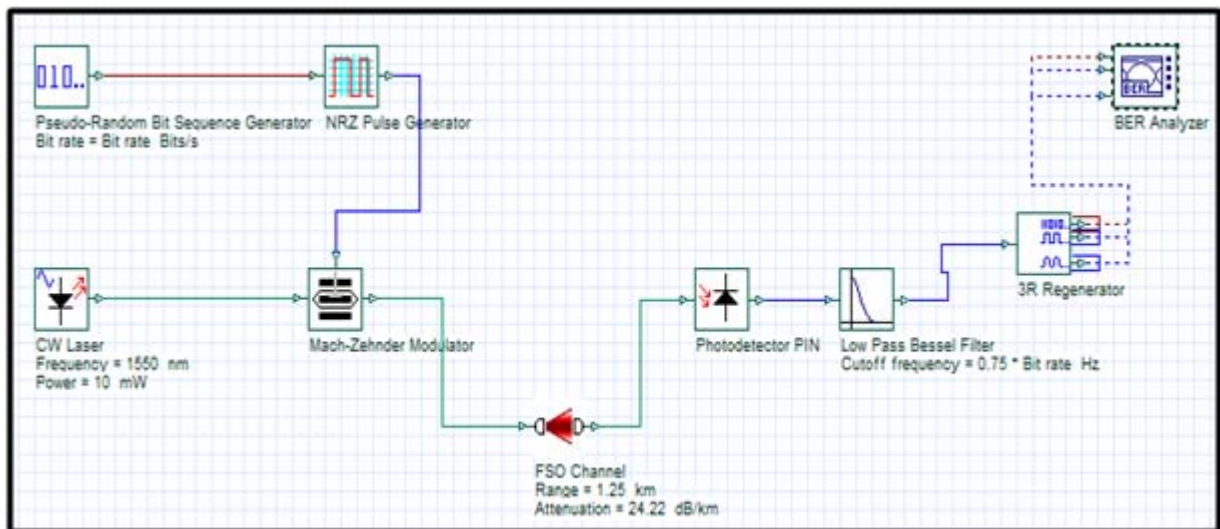 010..
Pseudo-Random Bit Sequence Generator
Bit rate = Bit rate Bits/s
NRZ Pulse Generator
BER
BER Analyzer
3R Regenerator
CW Laser
Frequency = 1550 nm
Power = 10 mW
Mach-Zehnder Modulator
Photodetector PIN
Low Pass Bessel Filter
Cutoff frequency = 0.75 * Bit rate Hz
FSO Channel
Range = 1.25 km
Attenuation = 24.22 dB/km